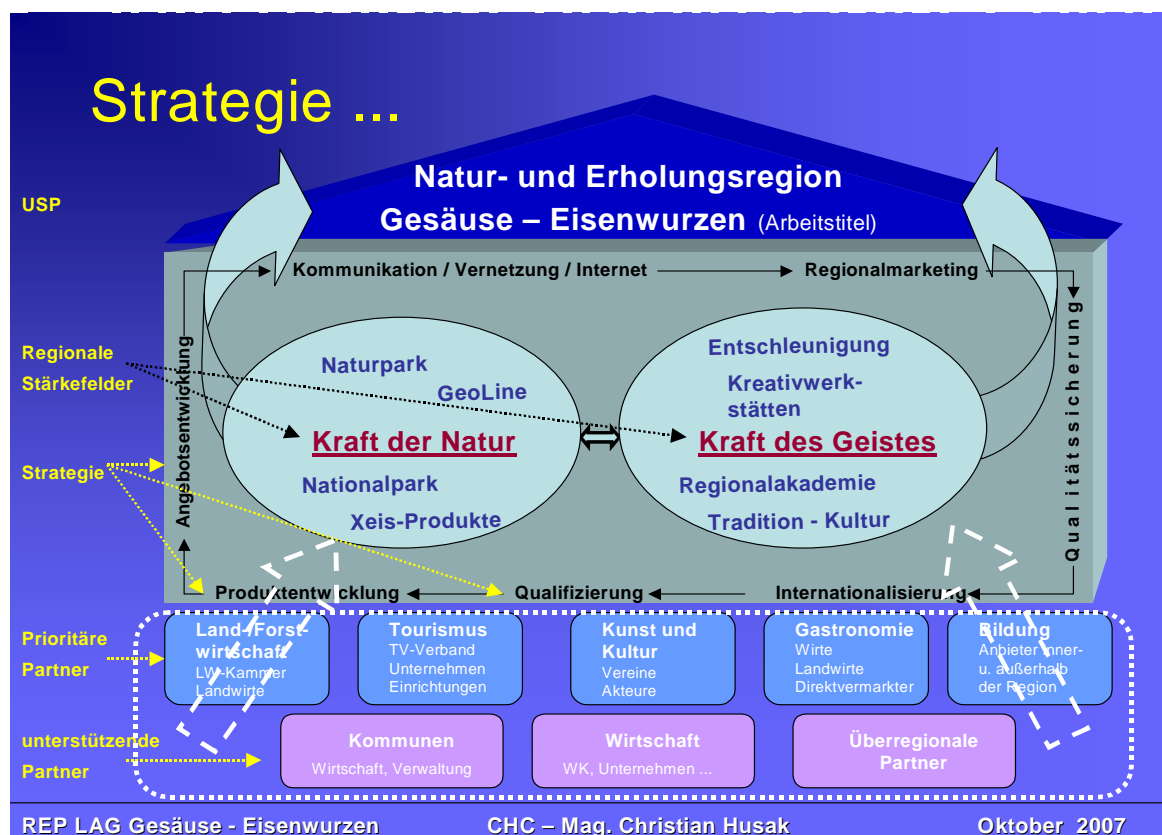 Strategie ...
Natur- und Erholungsregion
Gesäuse – Eisenwurzen (Arbeitstitel)
USP
Kommunikation / Vernetzung / Internet
Regionalmarketing
Qualitätssicherung
Angebotsentwicklung
Regionale
Stärkefelder
Naturpark
GeoLine
Kraft der Natur
Nationalpark
Xeis-Produkte
Entschleunigung
Kreativwerk-
stätten
Kraft des Geistes
Regionalakademie
Tradition - Kultur
Strategie
Produktentwicklung
Qualifizierung
Internationalisierung
Prioritäre
Partner
Land-/Forst-
wirtschaft
LW-Kammer
Landwirte
Tourismus
TV-Verband
Unternehmen
Einrichtungen
Kunst und
Kultur
Vereine
Akteure
Gastronomie
Wirte
Landwirte
Direktvermarkter
Bildung
Anbieter inner-
u. außerhalb
der Region
unterstützende
Partner
Kommunen
Wirtschaft, Verwaltung
Wirtschaft
WK, Unternehmen ...
Überregionale
Partner
REP LAG Gesäuse - Eisenwurzen
CHC – Mag. Christian Husak
Oktober 2007